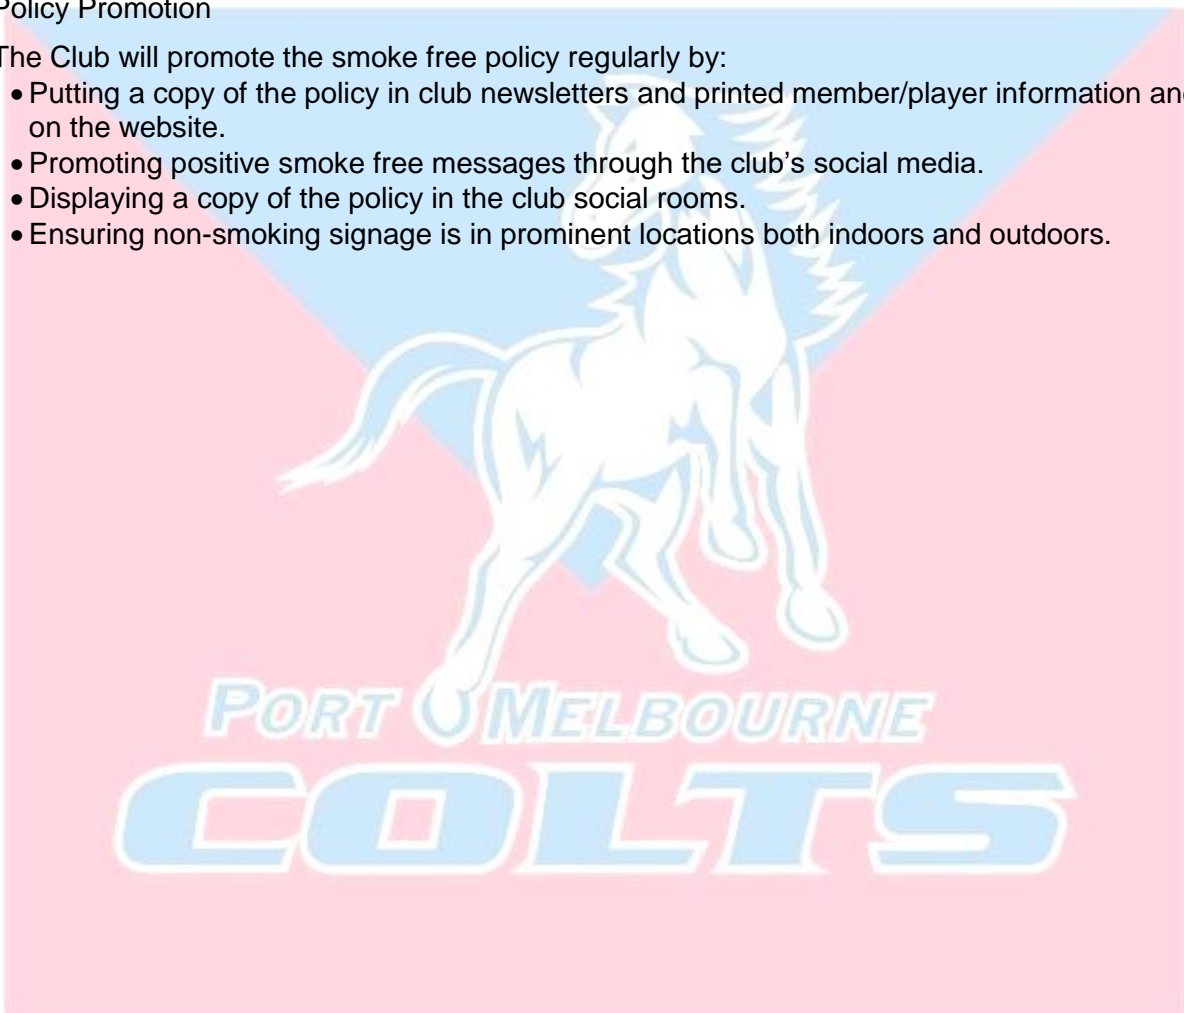 Policy Promotion
The Club will promote the smoke free policy regularly by:
• Putting a copy of the policy in club newsletters and printed member/player information and
on the website.
• Promoting positive smoke free messages through the club's social media.
• Displaying a copy of the policy in the club social rooms.
• Ensuring non-smoking signage is in prominent locations both indoors and outdoors.
PORT MELBOURNE
COLTS